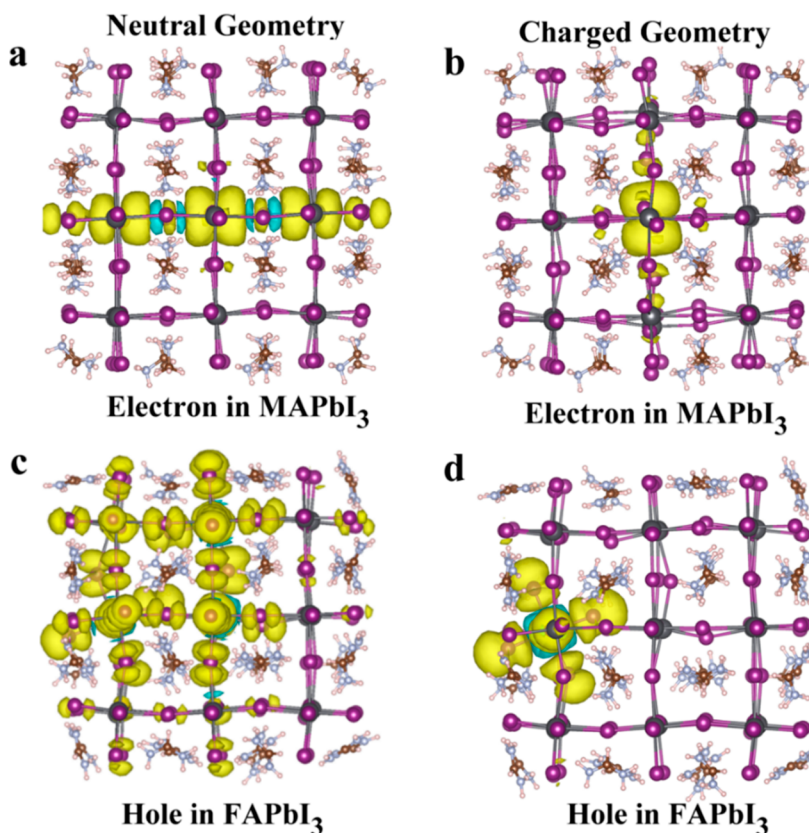 Neutral Geometry
Charged Geometry
a
b
Electron in MAPbI3
Electron in MAPbI3
c
d
Hole in FAPbI3
Hole in FAPbI3